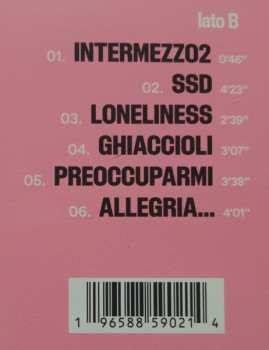 lato B
01. INTERMEZZO2 0'46"
02. SSD 4'23"
03. LONELINESS 2'39"
04. GHIACCIOLI 3'07"
05. PREOCCUPARMI 3'38"
06. ALLEGRIA... 4'01"
1 96588 59021 4